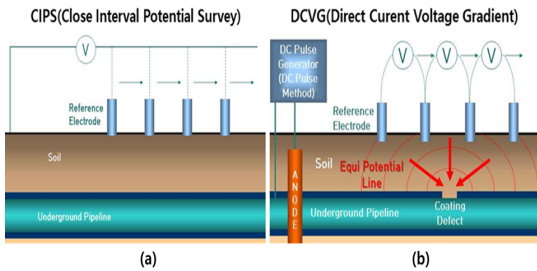 CIPS(Close Interval Potential Survey)
V
Reference
Electrode
Soil
Underground Pipeline
(a)
DCVG(Direct Curent Voltage Gradient)
DC Pulse
Generator
(DC Pulse
Method)
V
V
V
Reference
Electrode
Soil
Equi Potential
Line
ANODE
Underground Pipeline
Coating
Defect
(b)